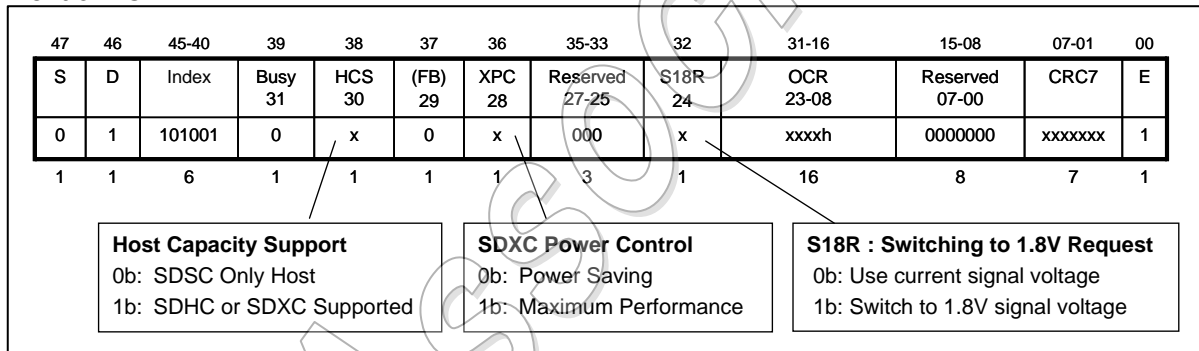 47 46 45-40 39 38 37 36 35-33 32 31-16 15-08 07-01 00
S D Index Busy HCS (FB) XPC Reserved S18R OCR Reserved CRC7 E
31 30 29 28 27-25 24 23-08 07-00
0 1 101001 0 x 0 x 000 x xxxxh 0000000 xxxxxxx 1
1 1 6 1 1 1 1 3 1 16 8 7 1
Host Capacity Support
0b: SDSC Only Host
1b: SDHC or SDXC Supported
SDXC Power Control
0b: Power Saving
1b: Maximum Performance
S18R : Switching to 1.8V Request
0b: Use current signal voltage
1b: Switch to 1.8V signal voltage